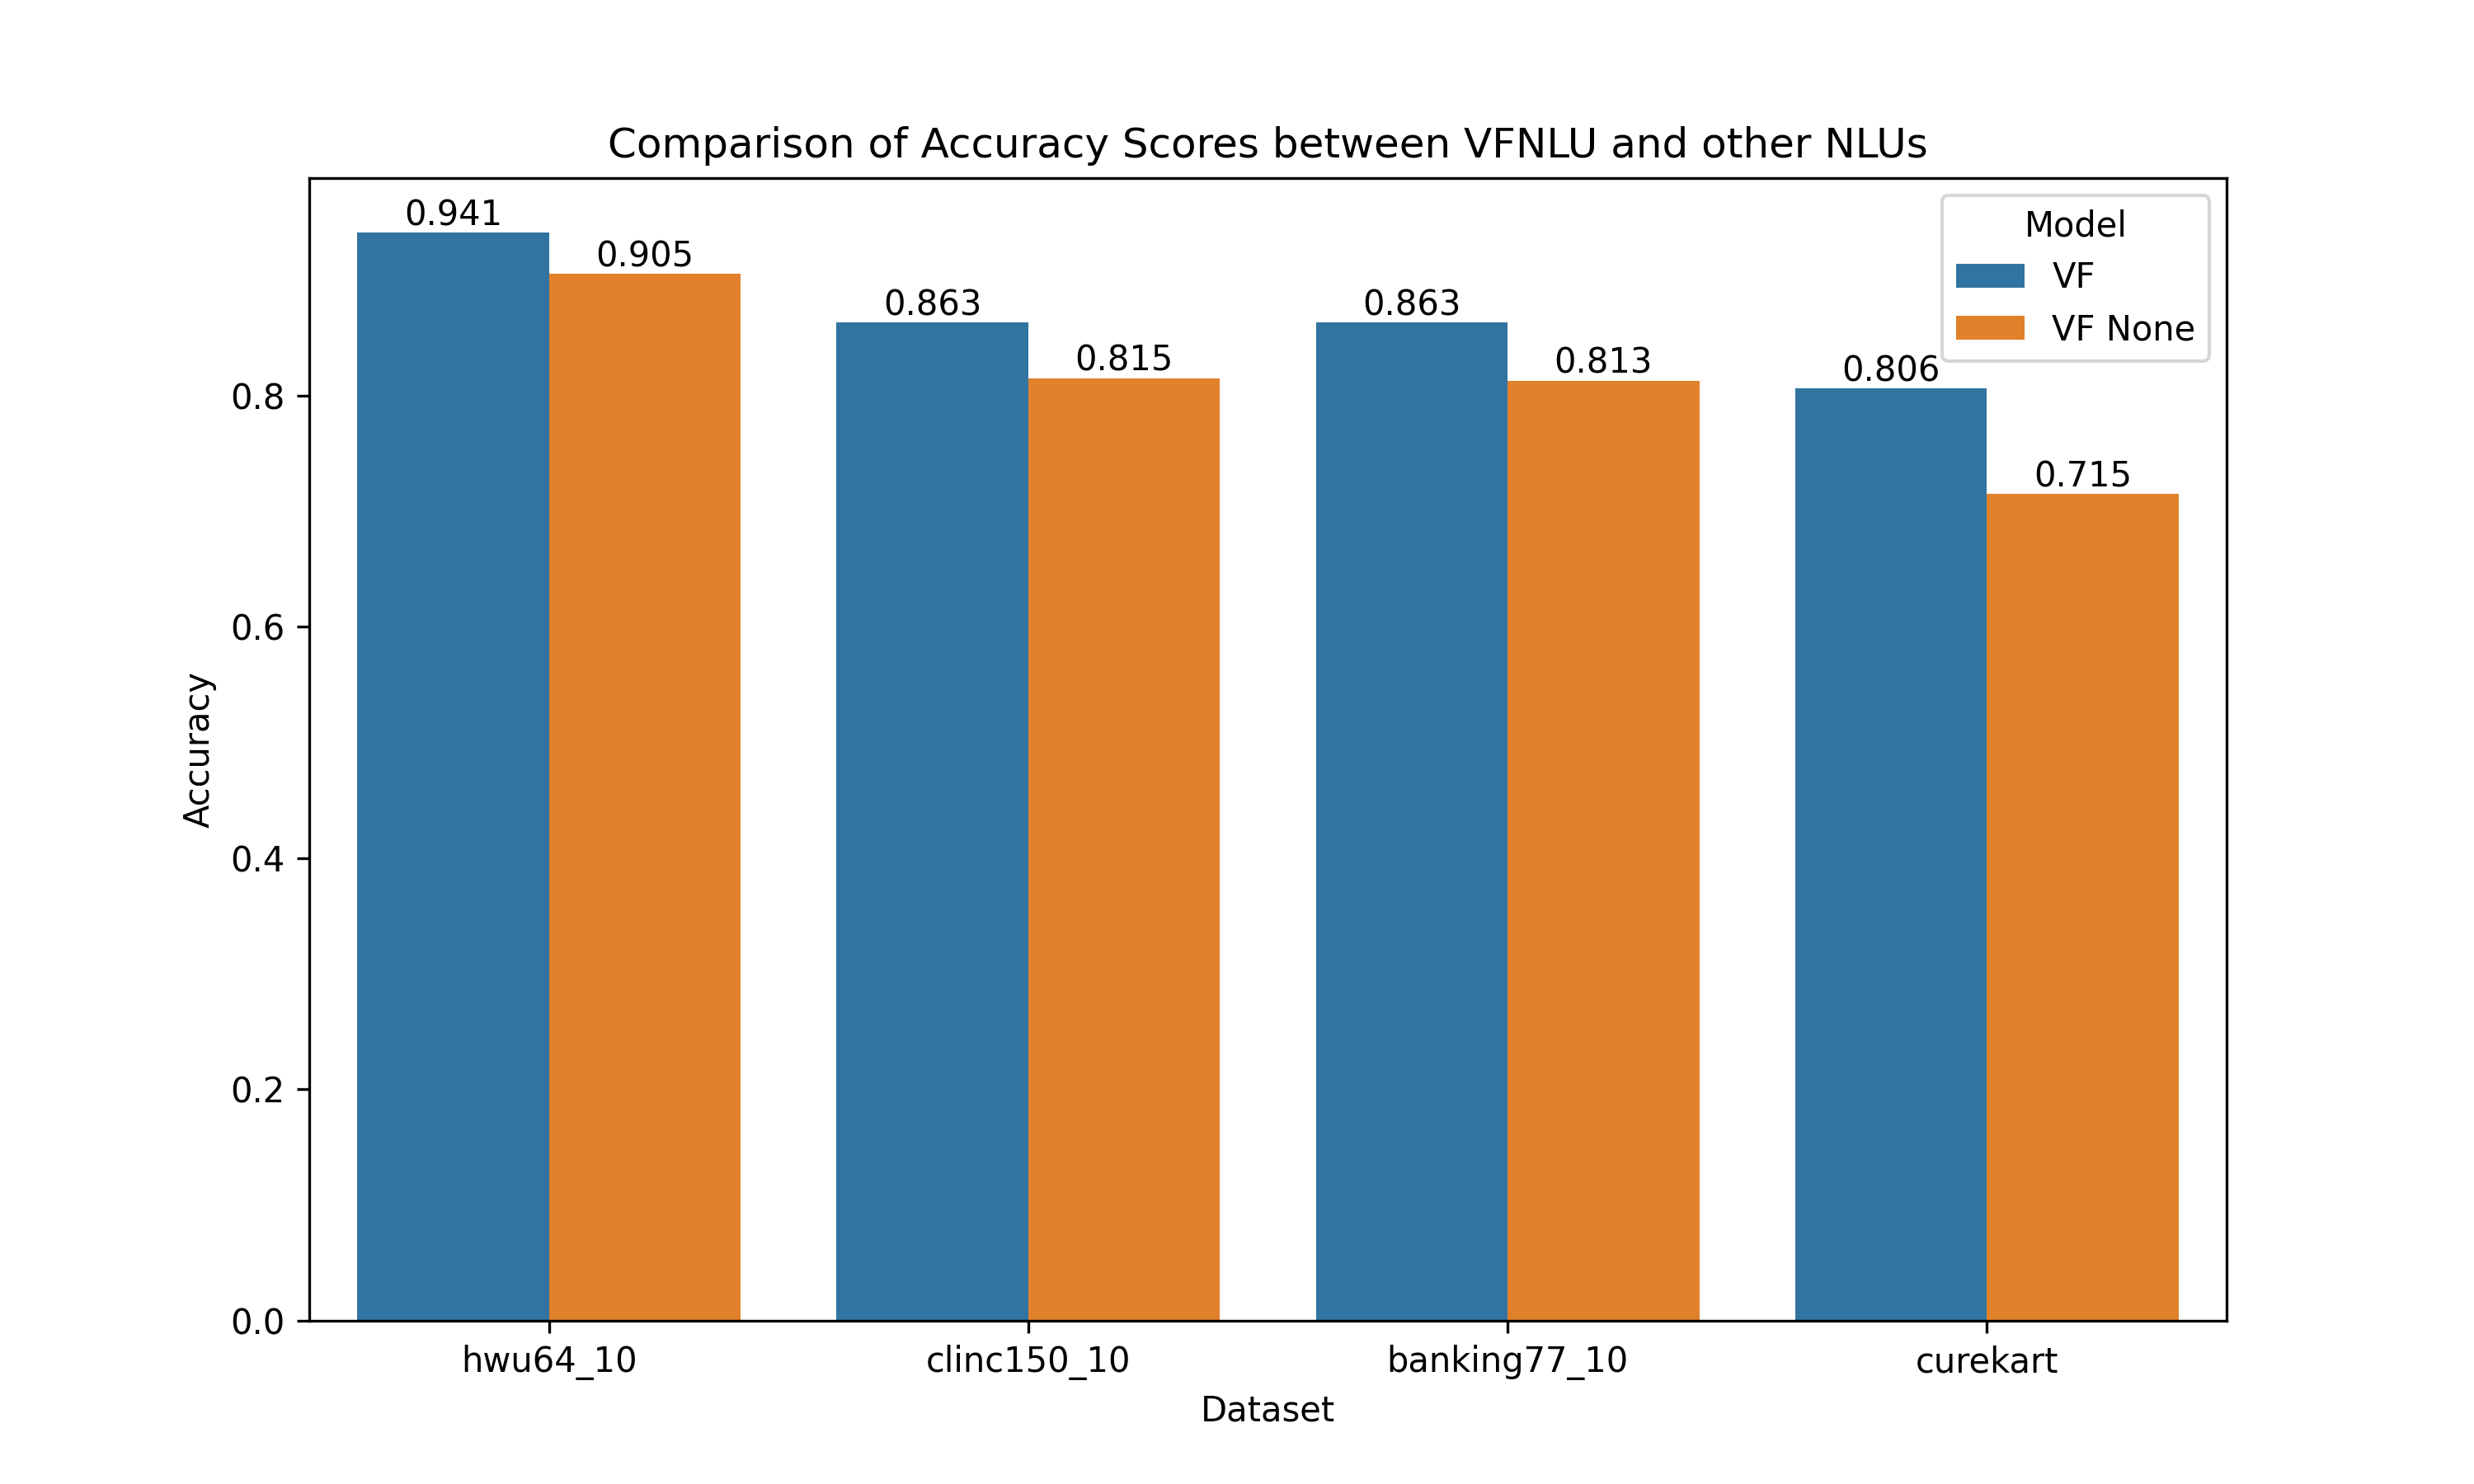 Comparison of Accuracy Scores between VFNLU and other NLUs
Model
VF
VF None
0.941
0.905
0.863
0.815
0.863
0.813
0.806
0.715
Accuracy
0.8
0.6
0.4
0.2
0.0
hwu64_10
clinc150_10
banking77_10
curekart
Dataset